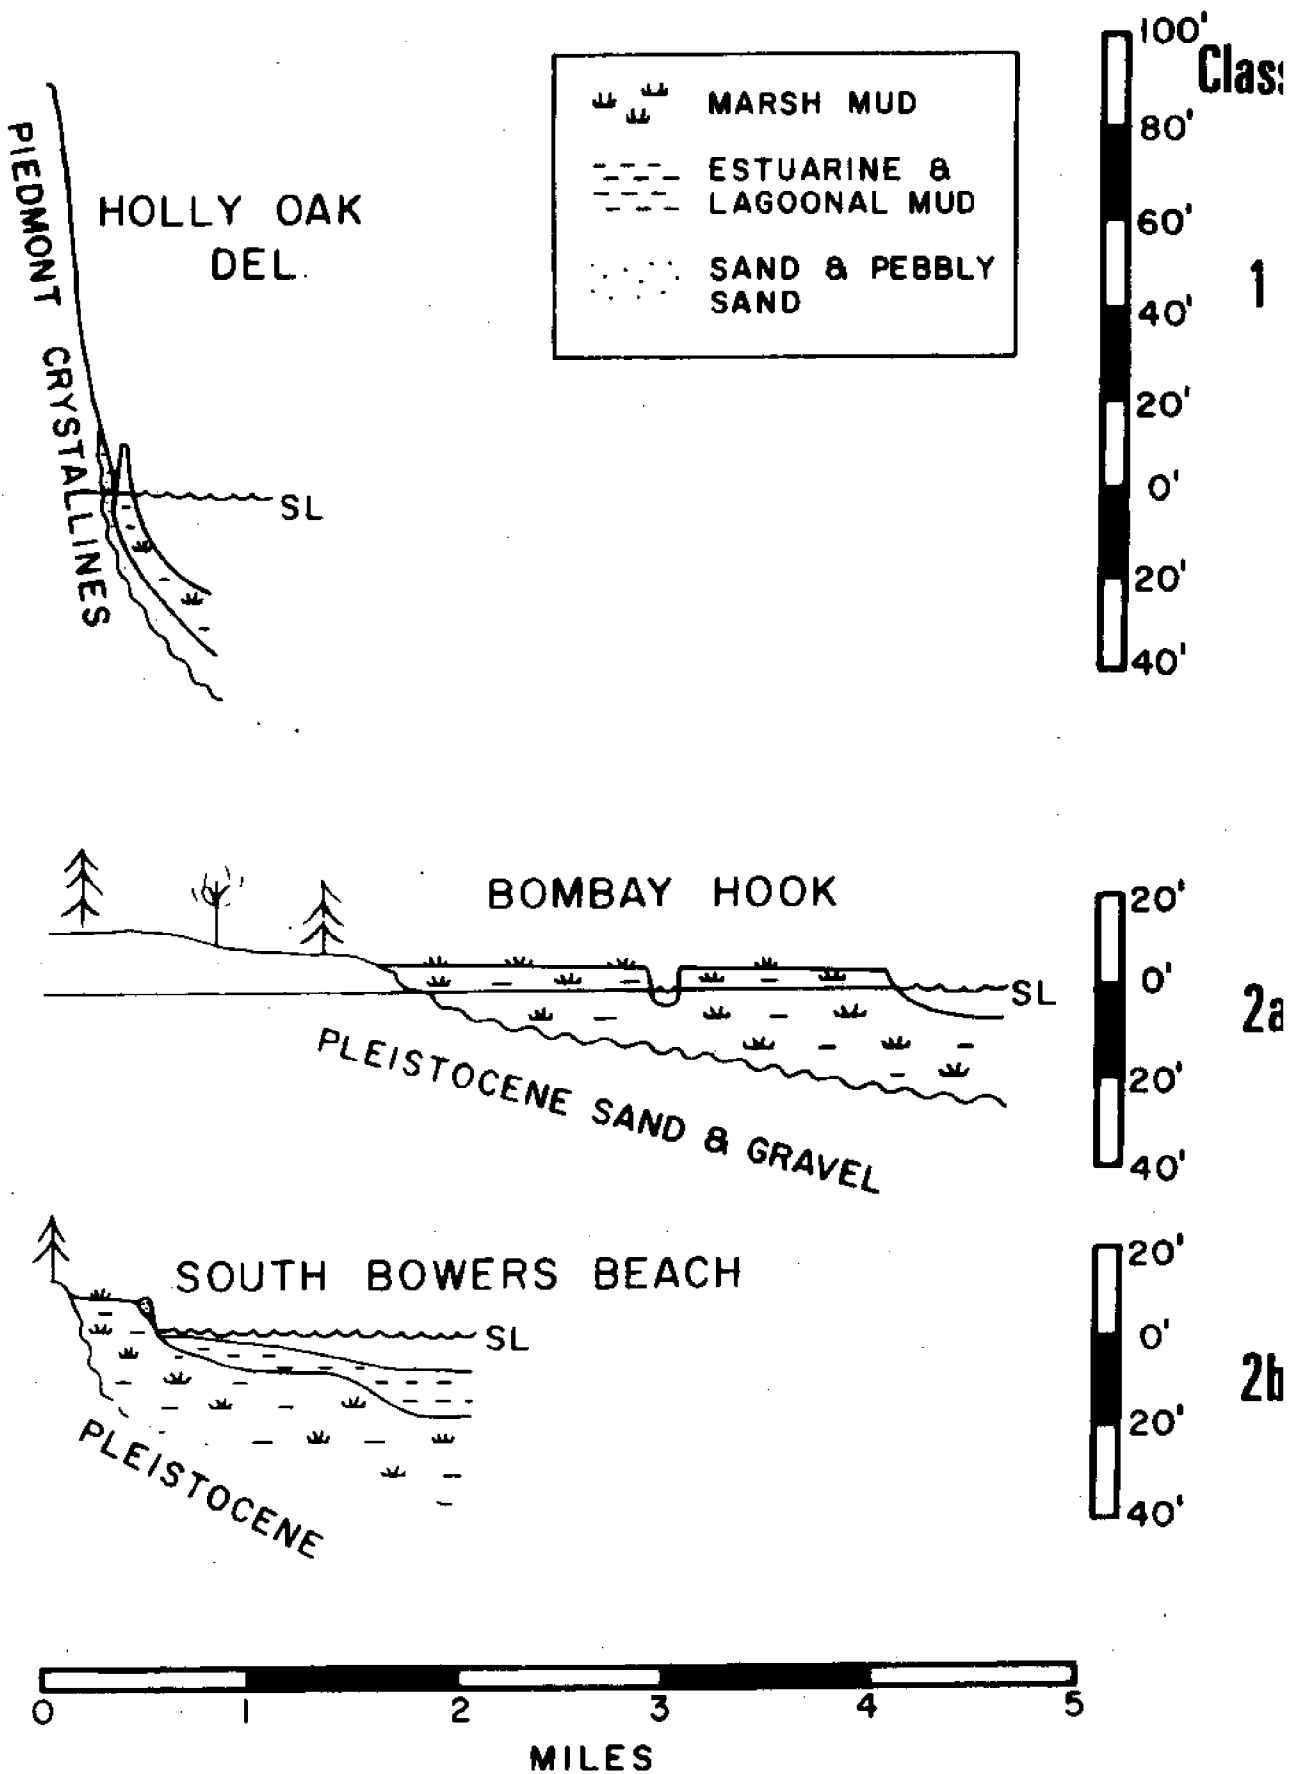 100'
Clas
MARSH MUD
80'
ESTUARINE &
LAGOONAL MUD
HOLLY OAK
DEL.
60'
SAND & PEBBLY
SAND
1
40'
PIEDMONT CRYSTALLINES
20'
0'
SL
20'
40'
BOMBAY HOOK
20'
0'
SL
2a
PLEISTOCENE SAND & GRAVEL
20'
40'
SOUTH BOWERS BEACH
20'
0'
SL
2b
20'
PLEISTOCENE
40'
0 1 2 3 4 5
MILES